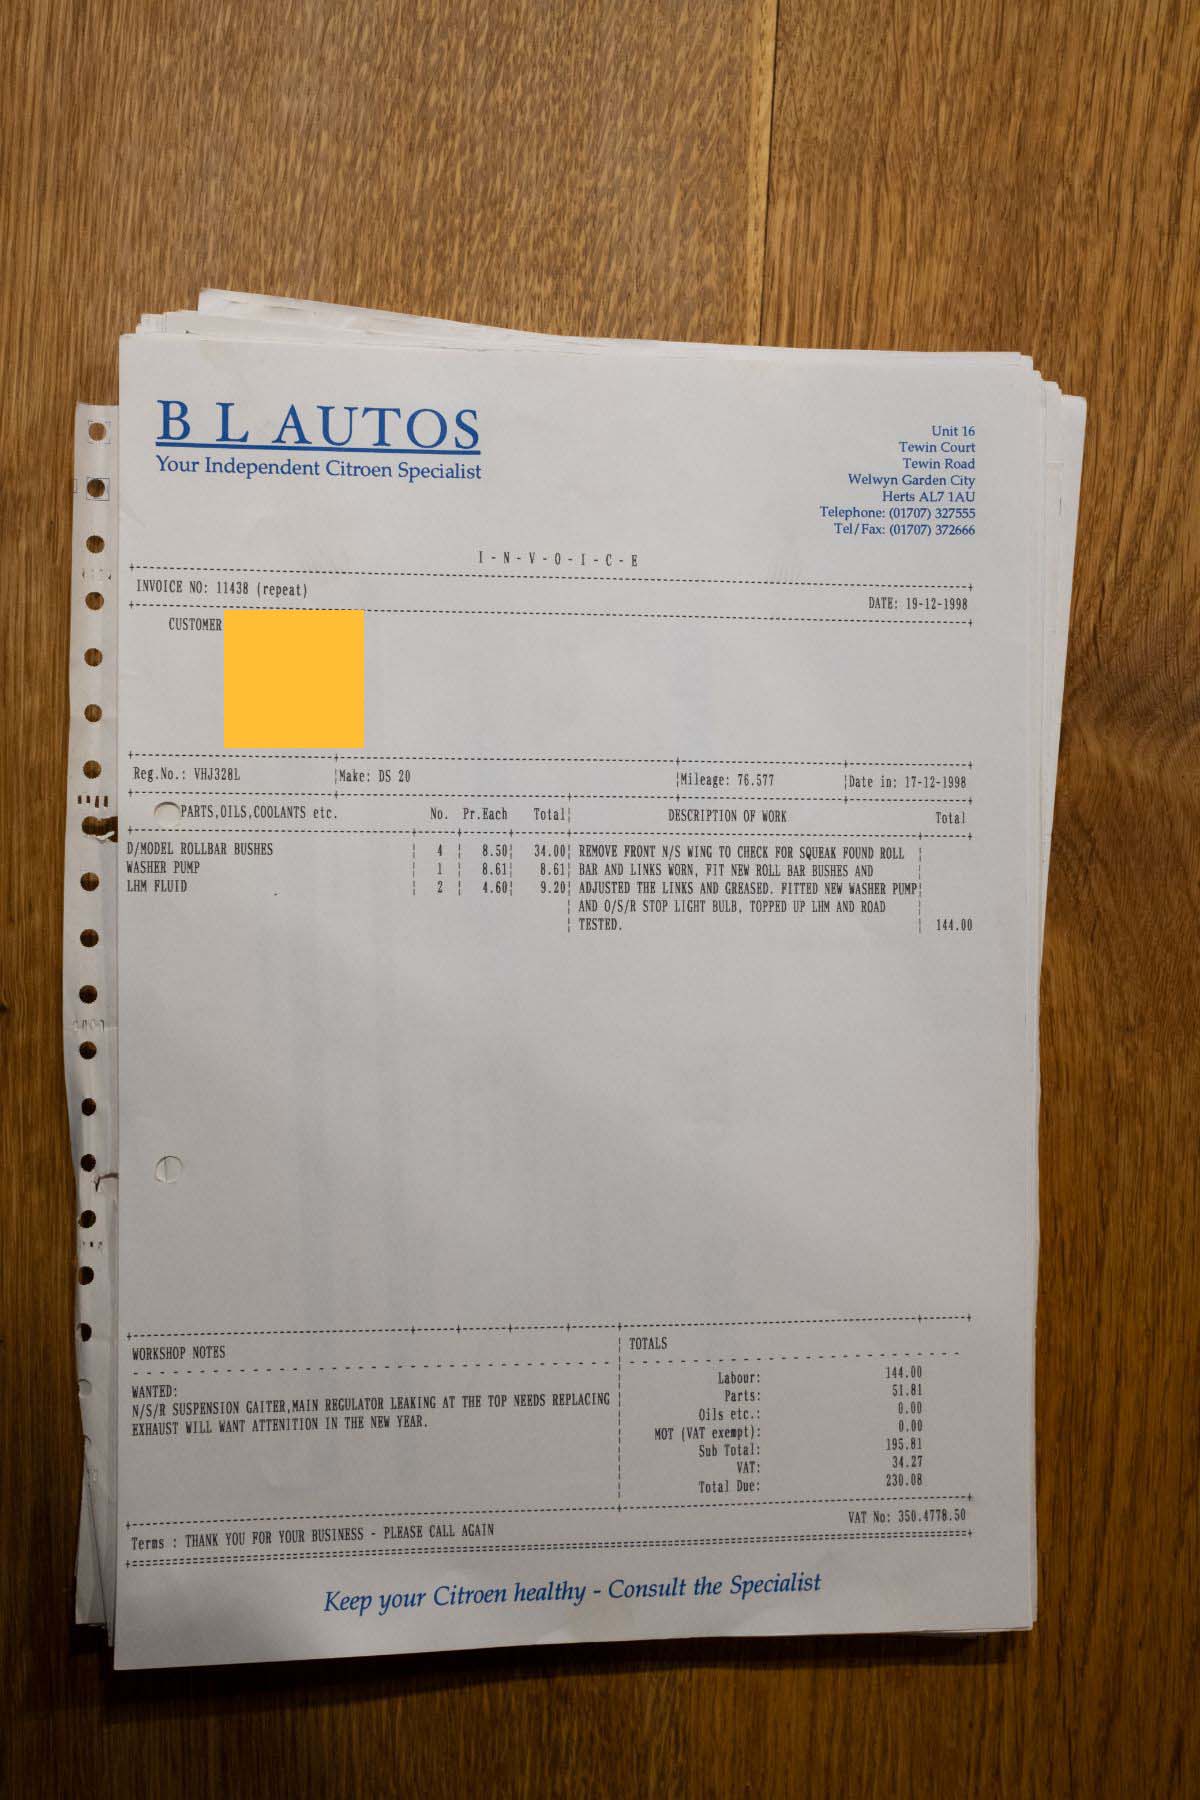 B L AUTOS
Your Independent Citroen Specialist
Unit 16
Tewin Court
Tewin Road
Welwyn Garden City
Herts AL7 1AU
Telephone: (01707) 327555
Tel/Fax: (01707) 372666
I - N - V - O - I - C - E
INVOICE NO: 11438 (repeat)
DATE: 19-12-1998
CUSTOMER
Reg.No.: VHJ328L Make: DS 20 Mileage: 76.577 Date in: 17-12-1998
PARTS,OILS,COOLANTS etc. No. Pr.Each Total DESCRIPTION OF WORK Total
D/MODEL ROLLBAR BUSHES 4 8.50 34.00 REMOVE FRONT N/S WING TO CHECK FOR SQUEAK FOUND ROLL
WASHER PUMP 1 8.61 8.61 BAR AND LINKS WORN, FIT NEW ROLL BAR BUSHES AND
LHM FLUID 2 4.60 9.20 ADJUSTED THE LINKS AND GREASED. FITTED NEW WASHER PUMP
AND O/S/R STOP LIGHT BULB, TOPPED UP LHM AND ROAD
TESTED. 144.00
WORKSHOP NOTES
WANTED:
N/S/R SUSPENSION GAITER,MAIN REGULATOR LEAKING AT THE TOP NEEDS REPLACING
EXHAUST WILL WANT ATTENTION IN THE NEW YEAR.
TOTALS
Labour: 144.00
Parts: 51.81
Oils etc.: 0.00
MOT (VAT exempt): 0.00
Sub Total: 195.81
VAT: 34.27
Total Due: 230.08
Terms : THANK YOU FOR YOUR BUSINESS - PLEASE CALL AGAIN
VAT No: 350.4778.50
Keep your Citroen healthy - Consult the Specialist